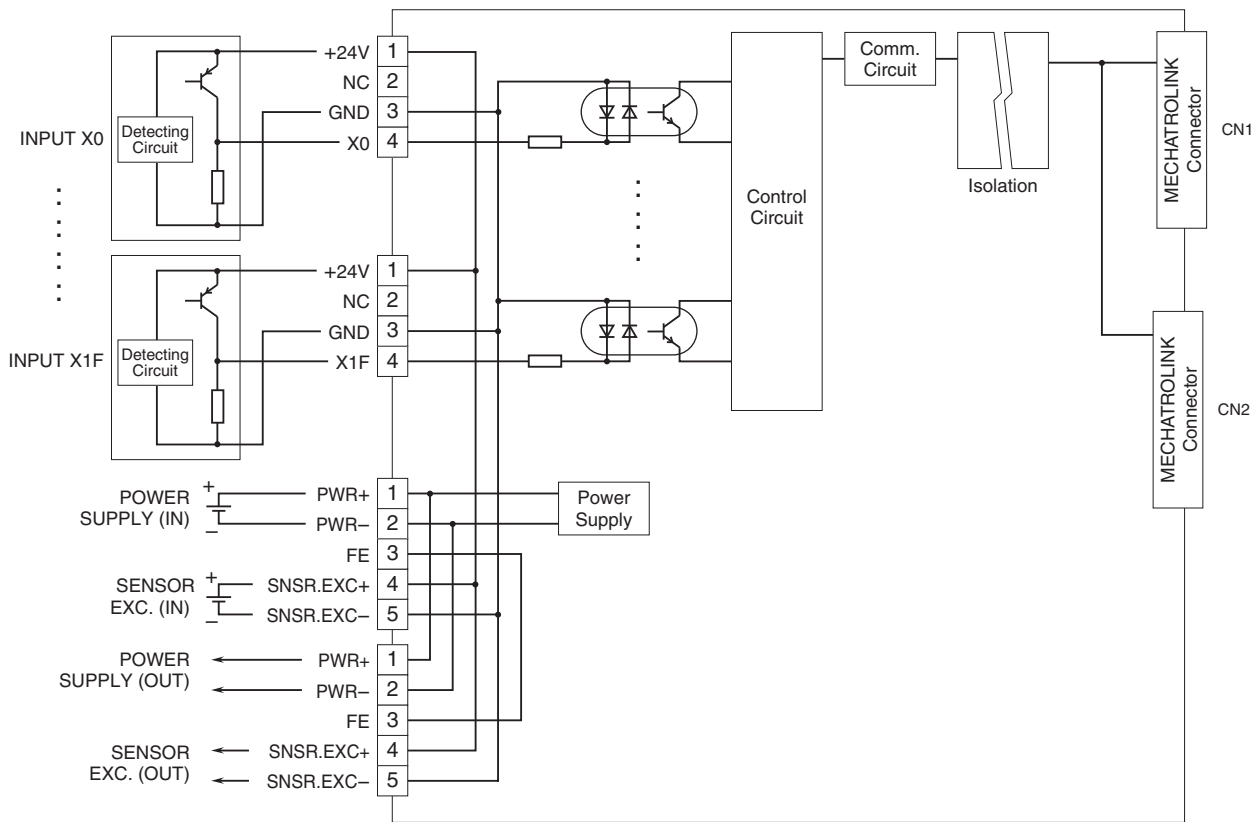 INPUT X0
Detecting
Circuit
+24V 1
NC 2
GND 3
X0 4
INPUT X1F
Detecting
Circuit
+24V 1
NC 2
GND 3
X1F 4
Control
Circuit
Comm.
Circuit
Isolation
MECHATROLINK
Connector
CN1
MECHATROLINK
Connector
CN2
POWER
SUPPLY (IN)
+
–
PWR+ 1
PWR– 2
FE 3
Power
Supply
SENSOR
EXC. (IN)
+
–
SNSR.EXC+ 4
SNSR.EXC– 5
POWER
SUPPLY (OUT)
PWR+ 1
PWR– 2
FE 3
SENSOR
EXC. (OUT)
SNSR.EXC+ 4
SNSR.EXC– 5